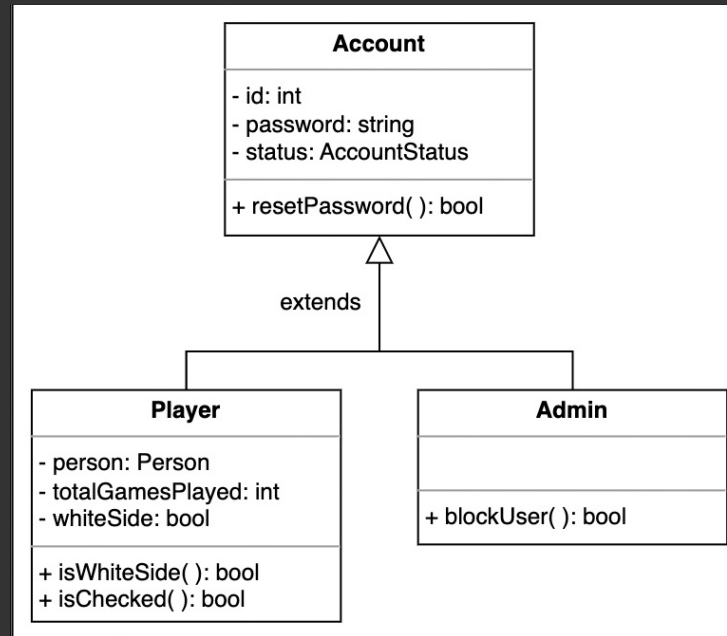 Account
- id: int
- password: string
- status: AccountStatus
+ resetPassword( ): bool
extends
Player
- person: Person
- totalGamesPlayed: int
- whiteSide: bool
+ isWhiteSide( ): bool
+ isChecked( ): bool
Admin
+ blockUser( ): bool